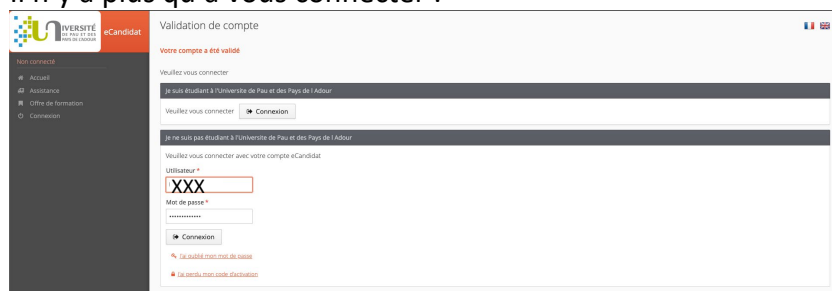 Il n'y a plus qu'à vous connecter :
UNIVERSITÉ
DE PAU ET DES
PAYS DE L'ADOUR
eCandidat
Non connecté
Accueil
Assistance
Offre de formation
Connexion
Validation de compte
Votre compte a été validé
Veuillez vous connecter
Je suis étudiant à l'Universite de Pau et des Pays de l Adour
Veuillez vous connecter Connexion
Je ne suis pas étudiant à l'Universite de Pau et des Pays de l Adour
Veuillez vous connecter avec votre compte eCandidat
Utilisateur *
XXX
Mot de passe *
•••••••••••••
Connexion
J'ai oublié mon mot de passe
J'ai perdu mon code d'activation